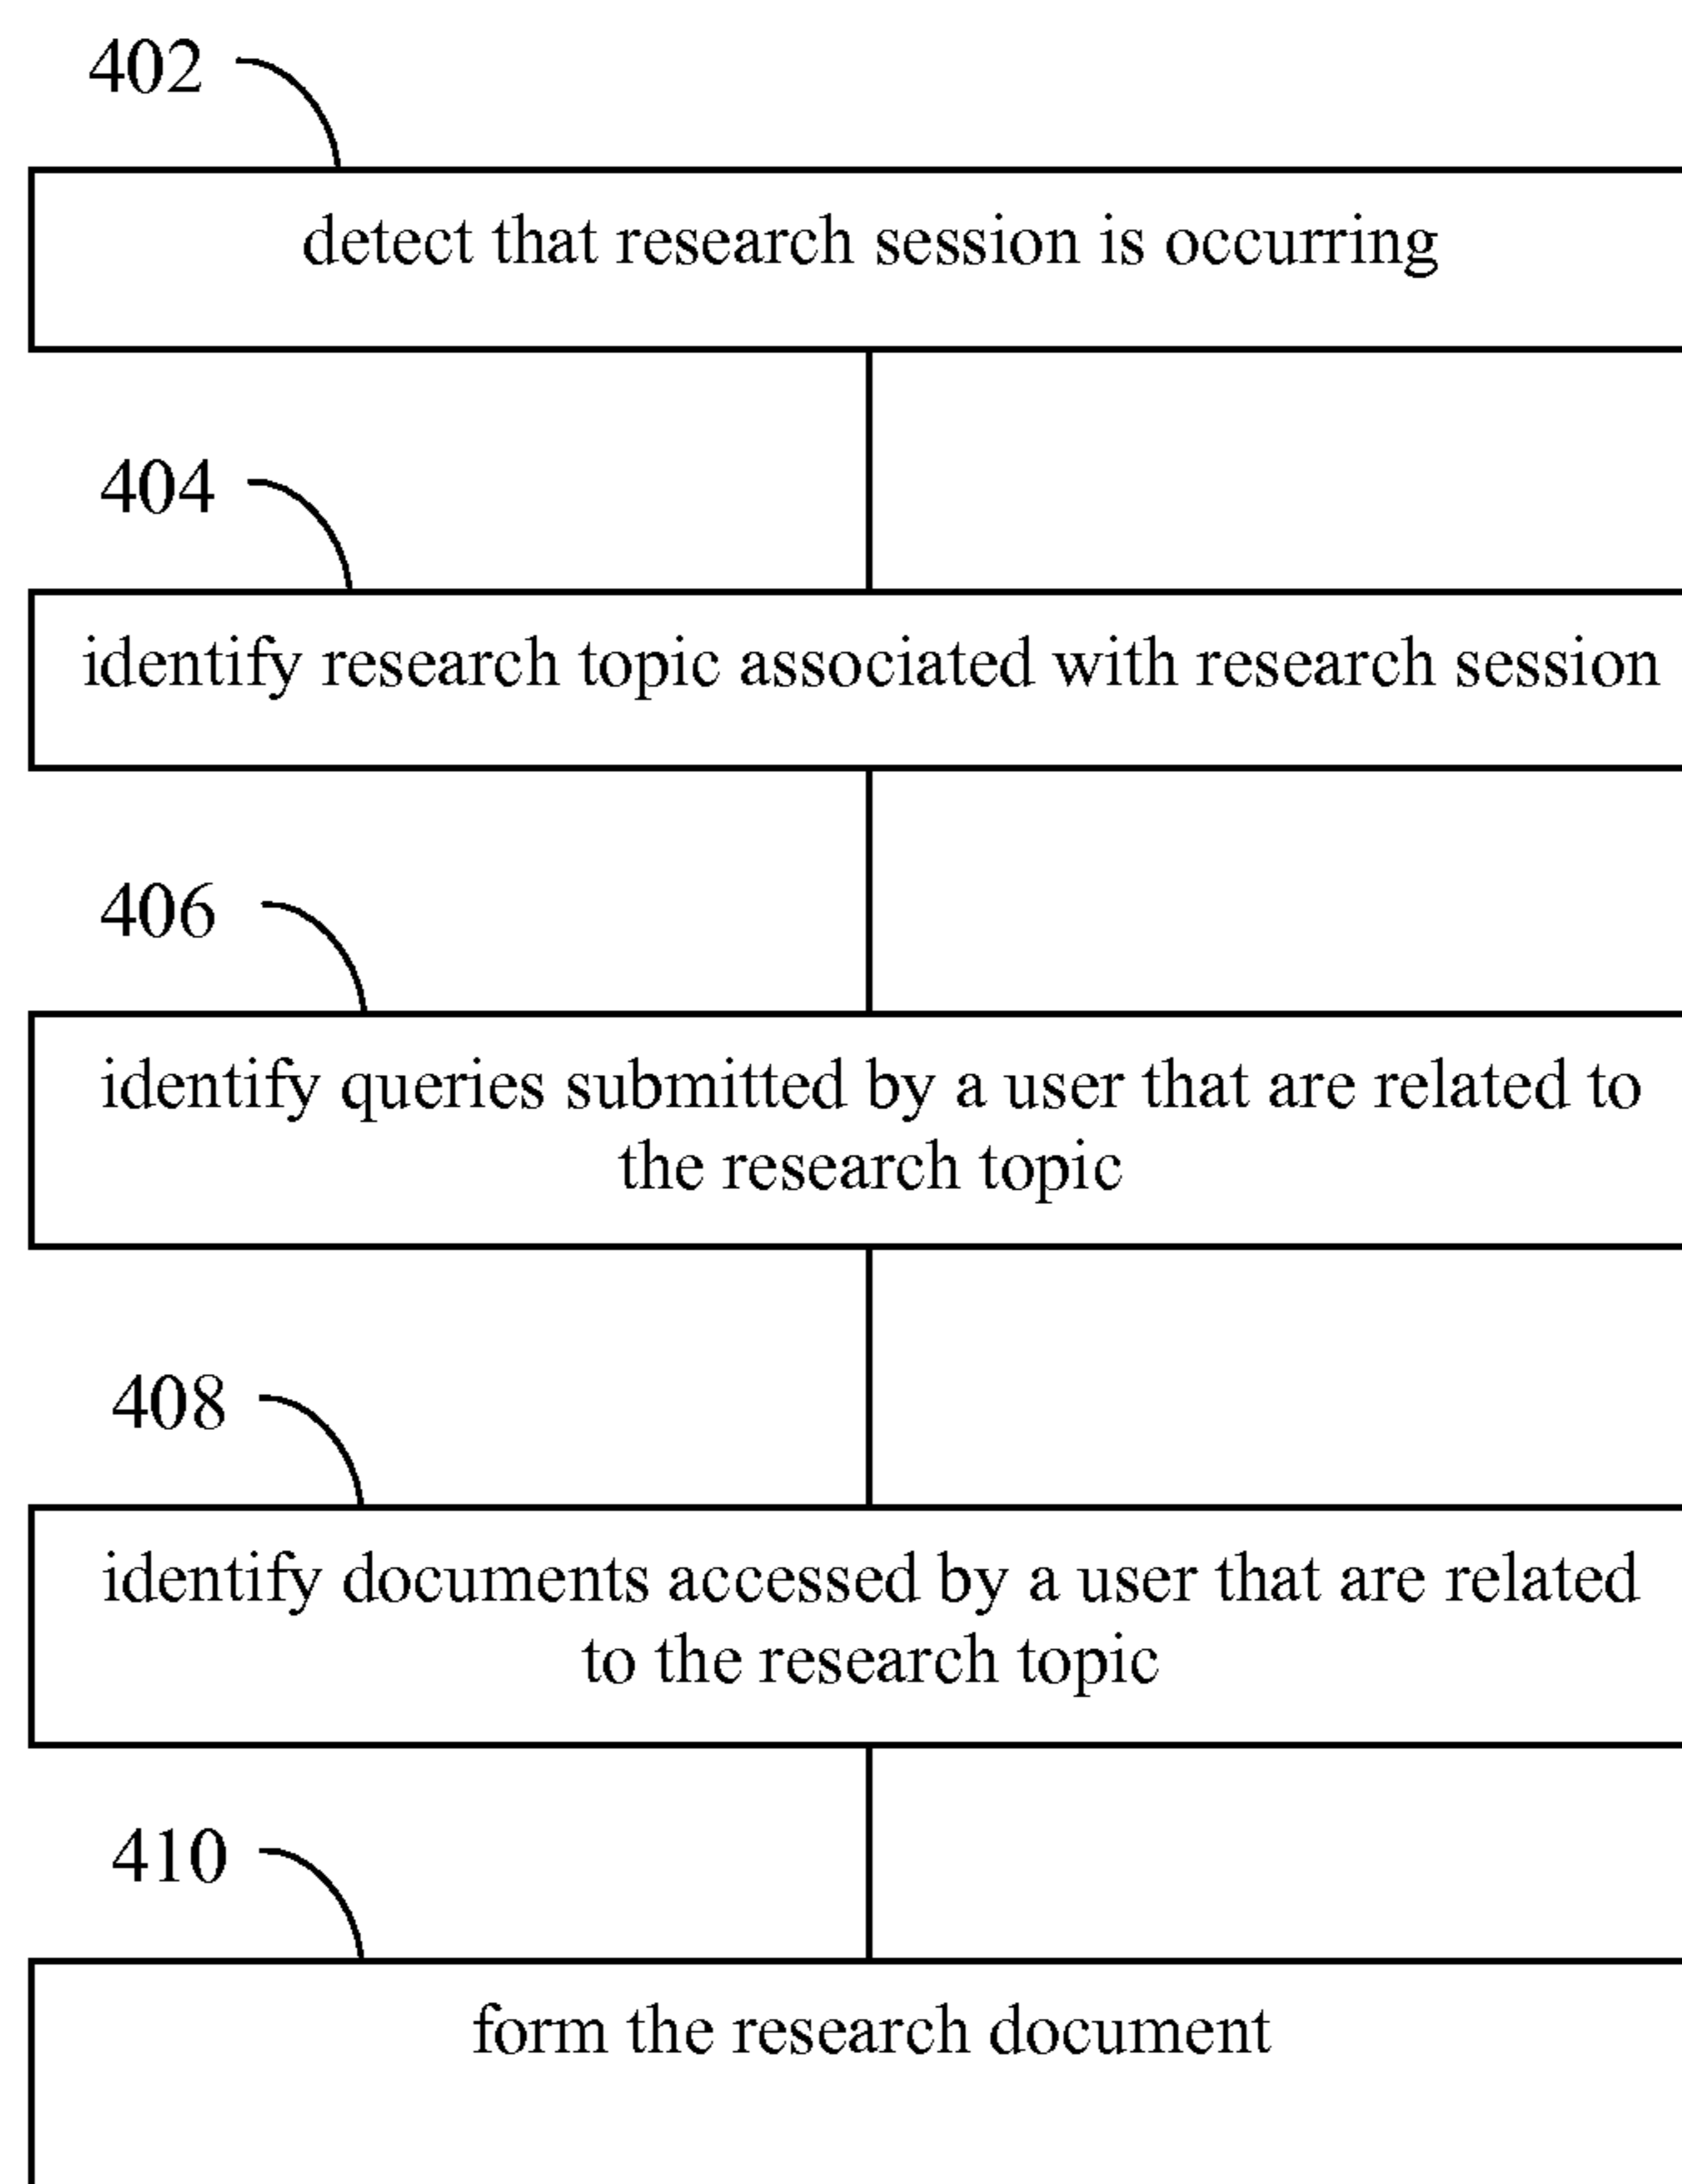 402
detect that research session is occurring
404
identify research topic associated with research session
406
identify queries submitted by a user that are related to
the research topic
408
identify documents accessed by a user that are related
to the research topic
410
form the research document